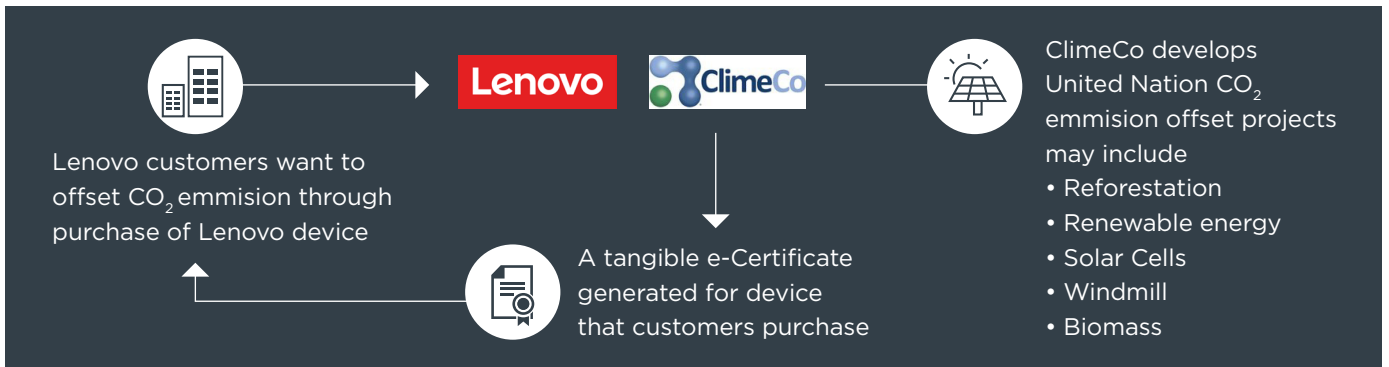 Lenovo
ClimeCo
Lenovo customers want to
offset CO₂ emmision through
purchase of Lenovo device
A tangible e-Certificate
generated for device
that customers purchase
ClimeCo develops
United Nation CO₂
emmision offset projects
may include
• Reforestation
• Renewable energy
• Solar Cells
• Windmill
• Biomass